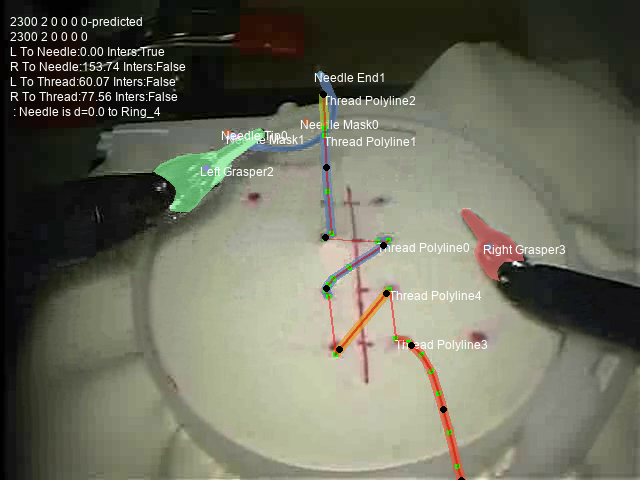 2300 2 0 0 0 0-predicted
2300 2 0 0 0 0
L To Needle:0.00 Inters:True
R To Needle:153.74 Inters:False
L To Thread:60.07 Inters:False
R To Thread:77.56 Inters:False
: Needle is d=0.0 to Ring_4
Needle End1
Thread Polyline2
Needle Mask0
Needle Tip0
Needle Mask1
Thread Polyline1
Left Grasper2
Thread Polyline0
Right Grasper3
Thread Polyline4
Thread Polyline3